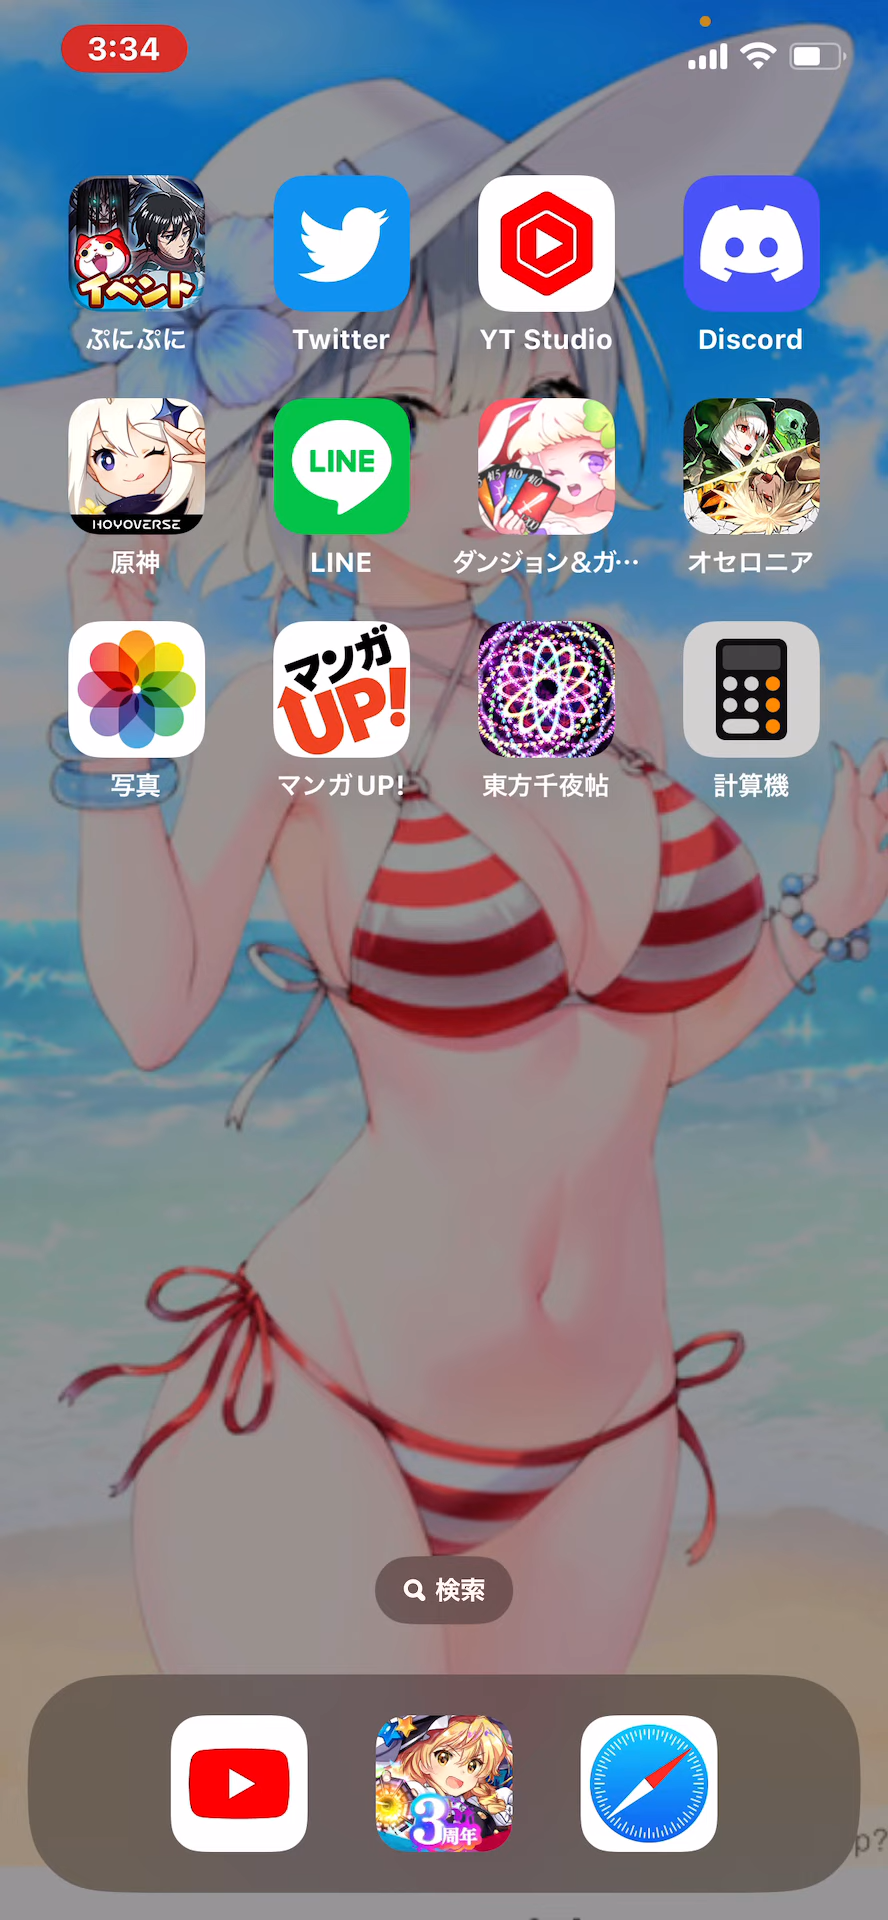 3:34
イベント
ぷにぷに
Twitter
YT Studio
Discord
HOYOVERSE
LINE
原神
LINE
ダンジョン&ガ…
オセロニア
マンガ
UP!
写真
マンガUP!
東方千夜帖
計算機
検索
3周年
p?